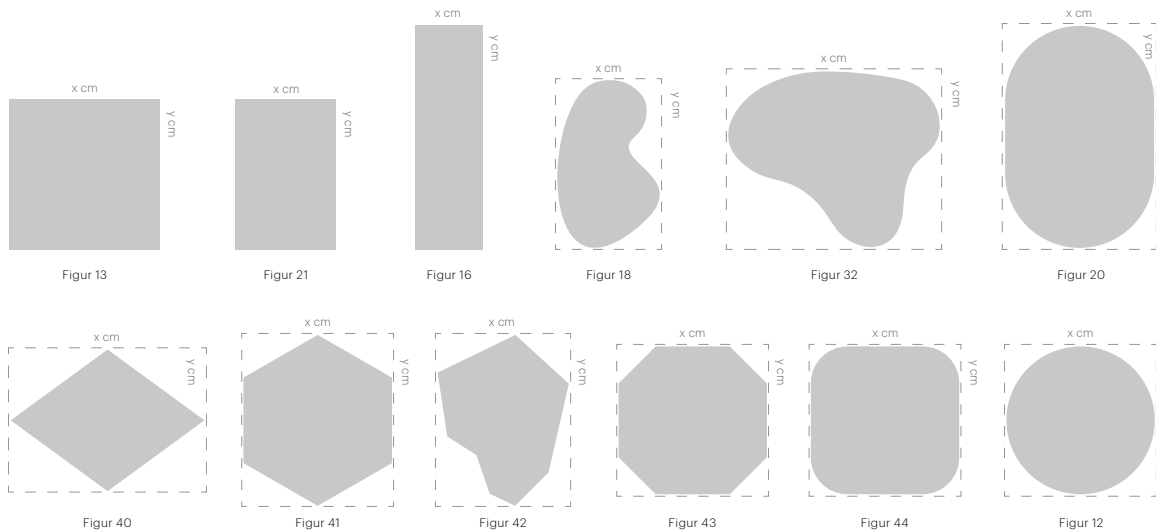 x cm
y cm
Figur 13
x cm
y cm
Figur 21
x cm
y cm
Figur 16
x cm
y cm
Figur 18
x cm
y cm
Figur 32
x cm
y cm
Figur 20
x cm
y cm
Figur 40
x cm
y cm
Figur 41
x cm
y cm
Figur 42
x cm
y cm
Figur 43
x cm
y cm
Figur 44
x cm
y cm
Figur 12